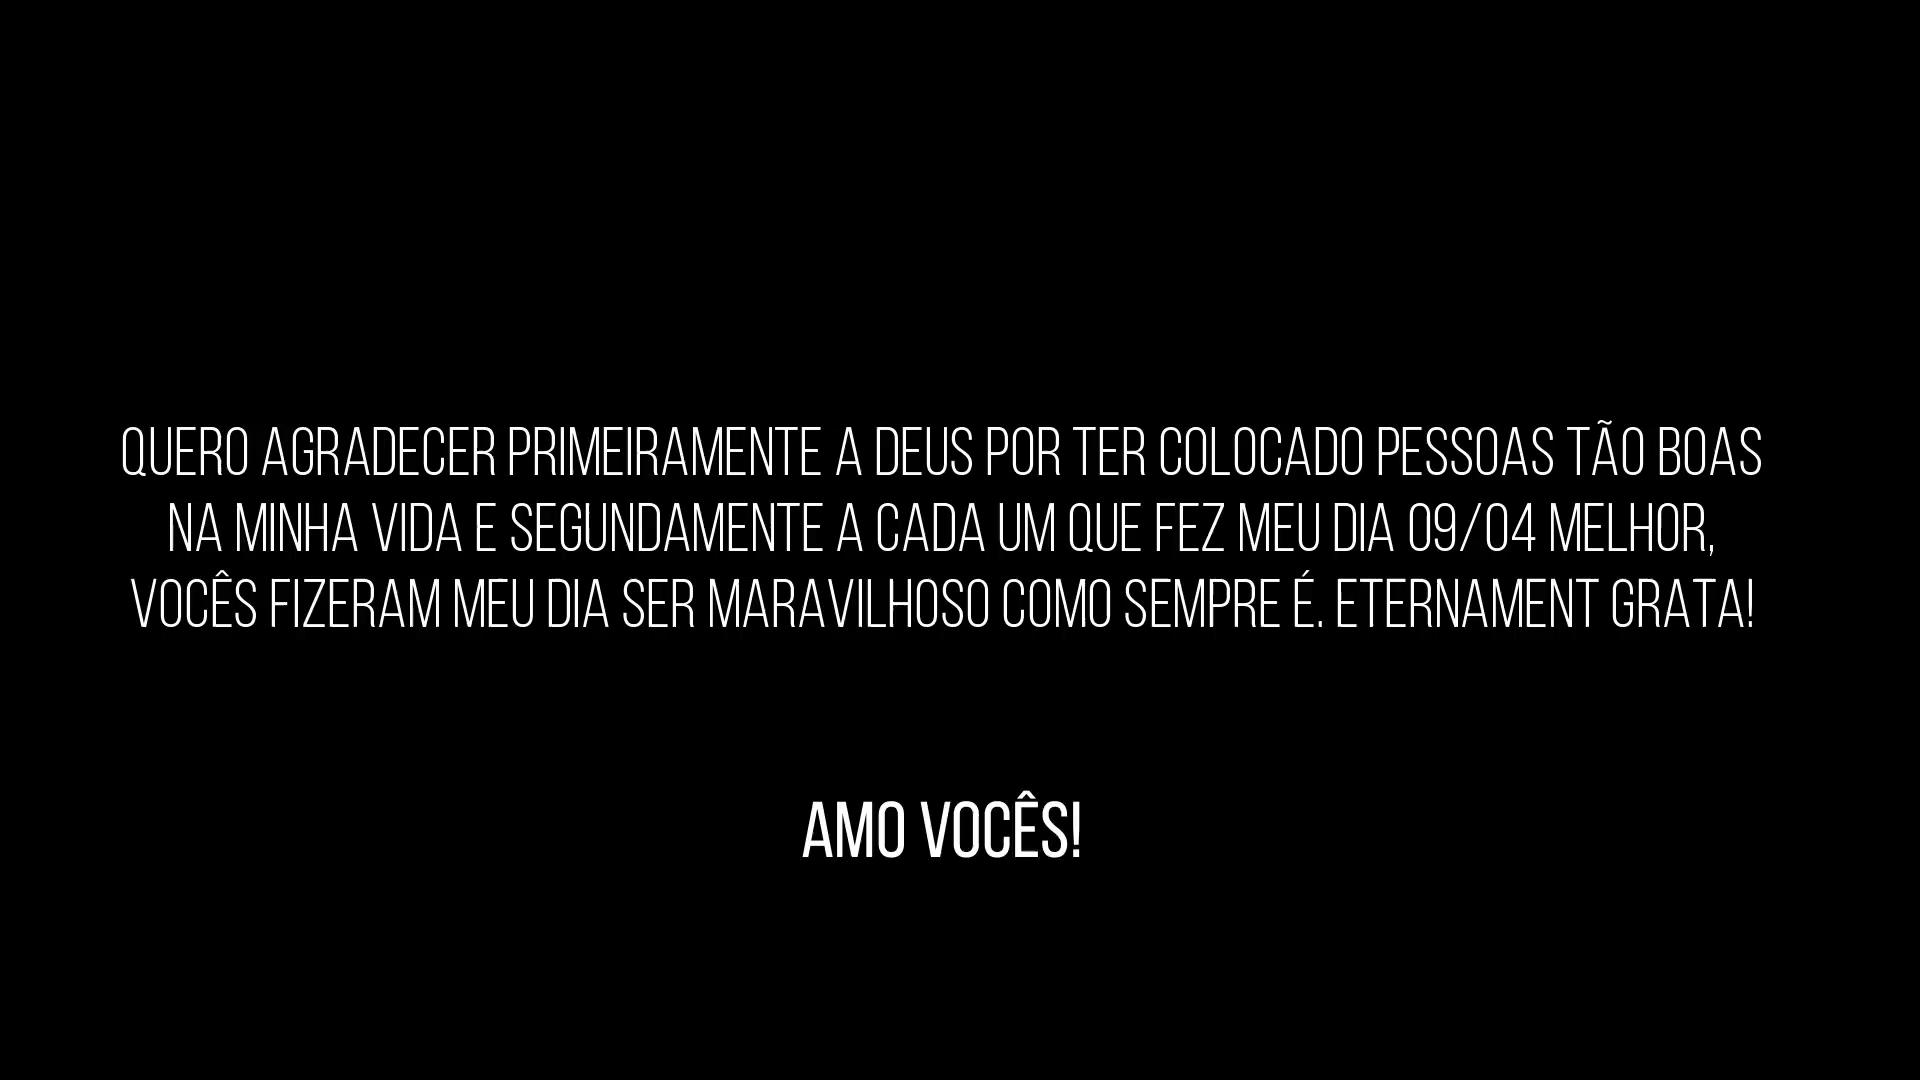 QUERO AGRADECER PRIMEIRAMENTE A DEUS POR TER COLOCADO PESSOAS TÃO BOAS
NA MINHA VIDA E SEGUNDAMENTE A CADA UM QUE FEZ MEU DIA 09/04 MELHOR,
VOCÊS FIZERAM MEU DIA SER MARAVILHOSO COMO SEMPRE É. ETERNAMENT GRATA!
AMO VOCÊS!